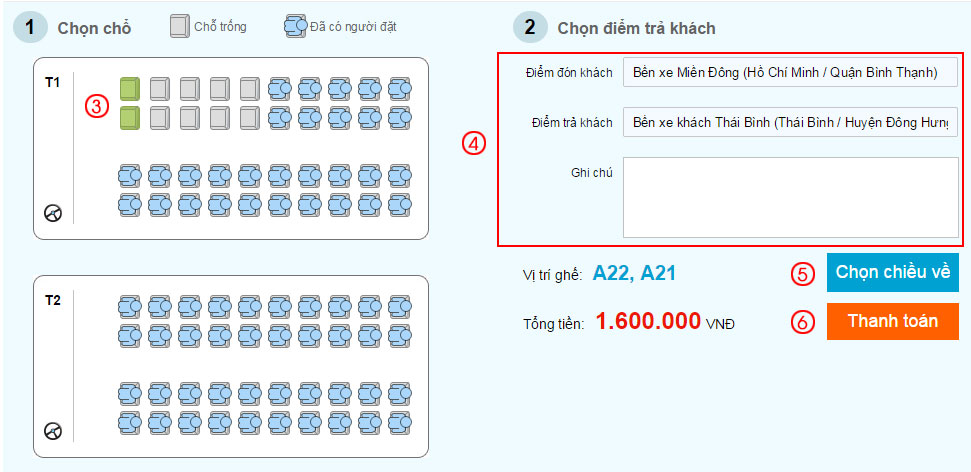 1 Chọn chổ Chỗ trống Đã có người đặt
T1
3
T2
2 Chọn điểm trả khách
4
Điểm đón khách Bến xe Miền Đông (Hồ Chí Minh / Quận Bình Thạnh)
Điểm trả khách Bến xe khách Thái Bình (Thái Bình / Huyện Đông Hưng
Ghi chú
Vị trí ghế: A22, A21 5 Chọn chiều về
Tổng tiền: 1.600.000 VNĐ 6 Thanh toán